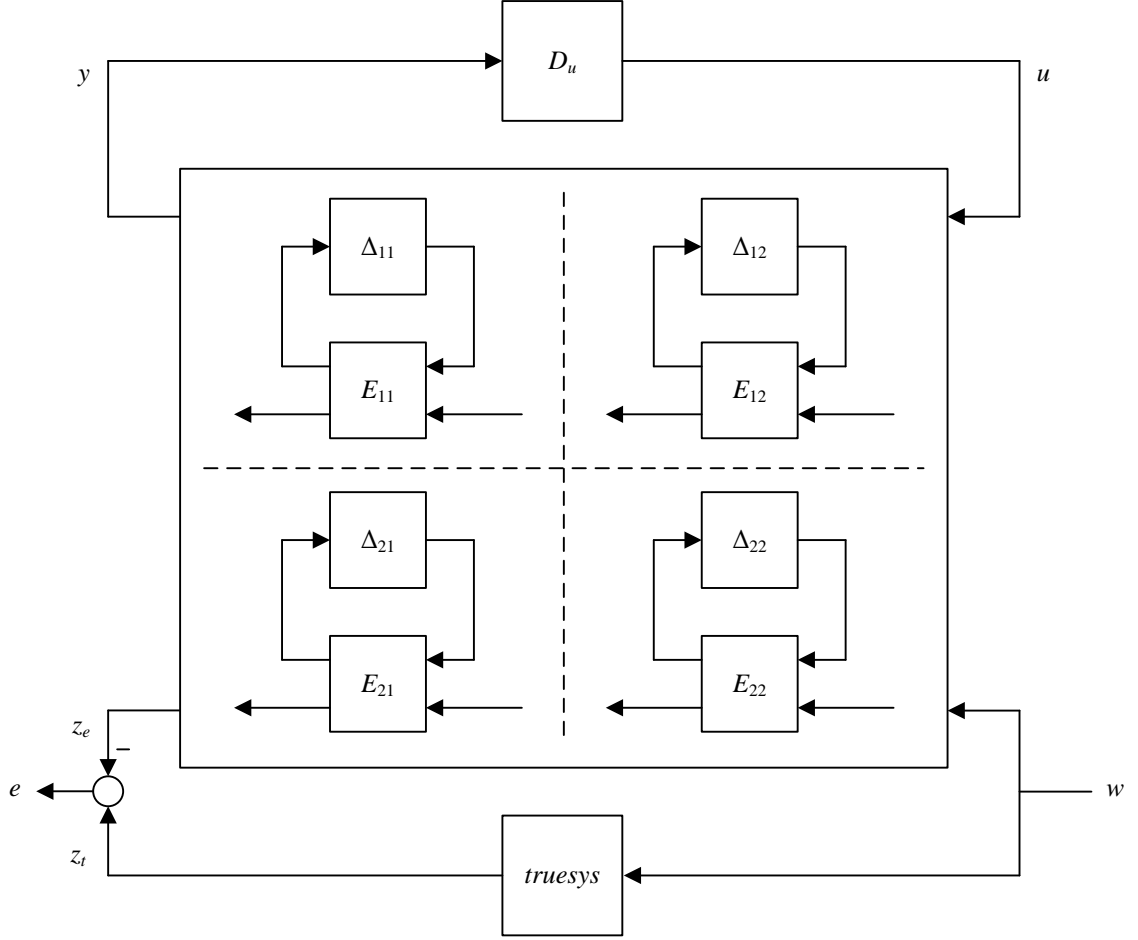 D_u
y
u
Δ_11
Δ_12
E_11
E_12
Δ_21
Δ_22
E_21
E_22
z_e
−
e
w
z_t
truesys